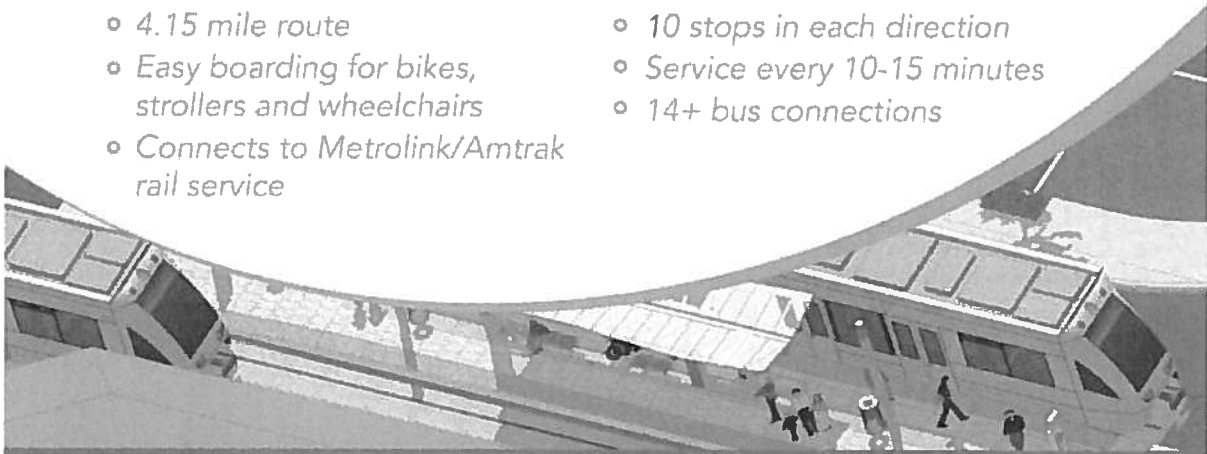 4.15 mile route
Easy boarding for bikes,
strollers and wheelchairs
Connects to Metrolink/Amtrak
rail service
10 stops in each direction
Service every 10-15 minutes
14+ bus connections